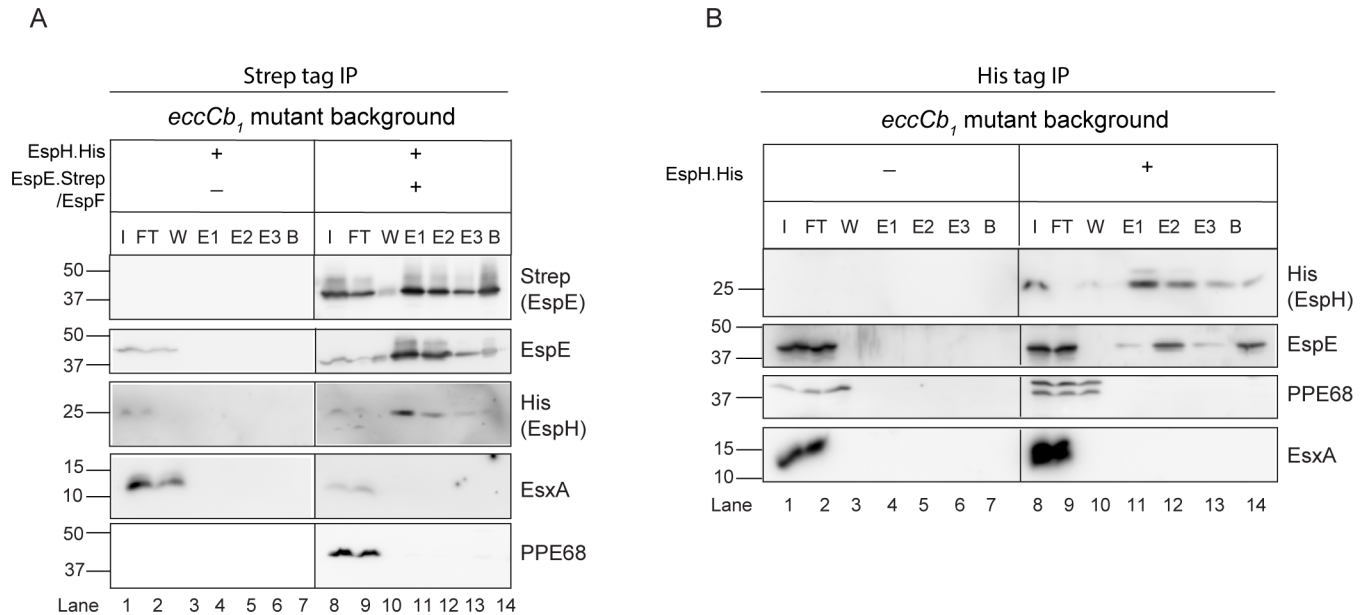 A
Strep tag IP
eccCb₁ mutant background
EspH.His + +
EspE.Strep
/EspF − +
I FT W E1 E2 E3 B I FT W E1 E2 E3 B
50
37
Strep
(EspE)
50
37
EspE
25
His
(EspH)
15
10
EsxA
50
37
PPE68
Lane 1 2 3 4 5 6 7 8 9 10 11 12 13 14
B
His tag IP
eccCb₁ mutant background
EspH.His − +
I FT W E1 E2 E3 B I FT W E1 E2 E3 B
25
His
(EspH)
50
37
EspE
37
PPE68
15
10
EsxA
Lane 1 2 3 4 5 6 7 8 9 10 11 12 13 14